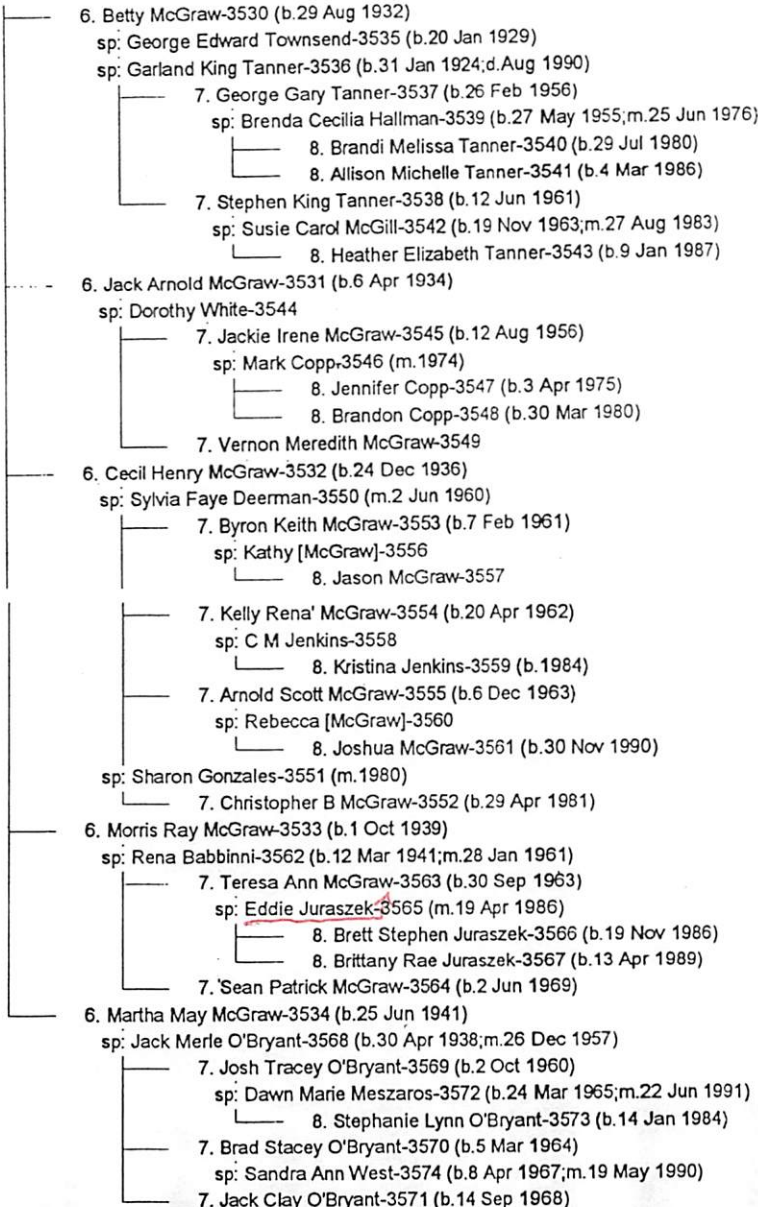 6. Betty McGraw-3530 (b.29 Aug 1932)
sp: George Edward Townsend-3535 (b.20 Jan 1929)
sp: Garland King Tanner-3536 (b.31 Jan 1924;d.Aug 1990)
7. George Gary Tanner-3537 (b.26 Feb 1956)
sp: Brenda Cecilia Hallman-3539 (b.27 May 1955;m.25 Jun 1976)
8. Brandi Melissa Tanner-3540 (b.29 Jul 1980)
8. Allison Michelle Tanner-3541 (b.4 Mar 1986)
7. Stephen King Tanner-3538 (b.12 Jun 1961)
sp: Susie Carol McGill-3542 (b.19 Nov 1963;m.27 Aug 1983)
8. Heather Elizabeth Tanner-3543 (b.9 Jan 1987)
6. Jack Arnold McGraw-3531 (b.6 Apr 1934)
sp: Dorothy White-3544
7. Jackie Irene McGraw-3545 (b.12 Aug 1956)
sp: Mark Copp-3546 (m.1974)
8. Jennifer Copp-3547 (b.3 Apr 1975)
8. Brandon Copp-3548 (b.30 Mar 1980)
7. Vernon Meredith McGraw-3549
6. Cecil Henry McGraw-3532 (b.24 Dec 1936)
sp: Sylvia Faye Deerman-3550 (m.2 Jun 1960)
7. Byron Keith McGraw-3553 (b.7 Feb 1961)
sp: Kathy [McGraw]-3556
8. Jason McGraw-3557
7. Kelly Rena' McGraw-3554 (b.20 Apr 1962)
sp: C M Jenkins-3558
8. Kristina Jenkins-3559 (b.1984)
7. Arnold Scott McGraw-3555 (b.6 Dec 1963)
sp: Rebecca [McGraw]-3560
8. Joshua McGraw-3561 (b.30 Nov 1990)
sp: Sharon Gonzales-3551 (m.1980)
7. Christopher B McGraw-3552 (b.29 Apr 1981)
6. Morris Ray McGraw-3533 (b.1 Oct 1939)
sp: Rena Babbinni-3562 (b.12 Mar 1941;m.28 Jan 1961)
7. Teresa Ann McGraw-3563 (b.30 Sep 1963)
sp: Eddie Juraszek-3565 (m.19 Apr 1986)
8. Brett Stephen Juraszek-3566 (b.19 Nov 1986)
8. Brittany Rae Juraszek-3567 (b.13 Apr 1989)
7. Sean Patrick McGraw-3564 (b.2 Jun 1969)
6. Martha May McGraw-3534 (b.25 Jun 1941)
sp: Jack Merle O'Bryant-3568 (b.30 Apr 1938;m.26 Dec 1957)
7. Josh Tracey O'Bryant-3569 (b.2 Oct 1960)
sp: Dawn Marie Meszaros-3572 (b.24 Mar 1965;m.22 Jun 1991)
8. Stephanie Lynn O'Bryant-3573 (b.14 Jan 1984)
7. Brad Stacey O'Bryant-3570 (b.5 Mar 1964)
sp: Sandra Ann West-3574 (b.8 Apr 1967;m.19 May 1990)
7. Jack Clay O'Bryant-3571 (b.14 Sep 1968)